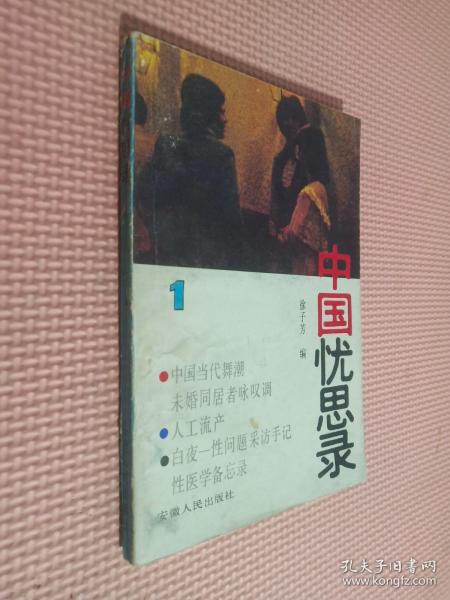 1
中国忧思录
徐子芳 编
中国当代舞潮
未婚同居者咏叹调
人工流产
白夜—性问题采访手记
性医学备忘录
安徽人民出版社
孔夫子旧书网
www.kongfz.com